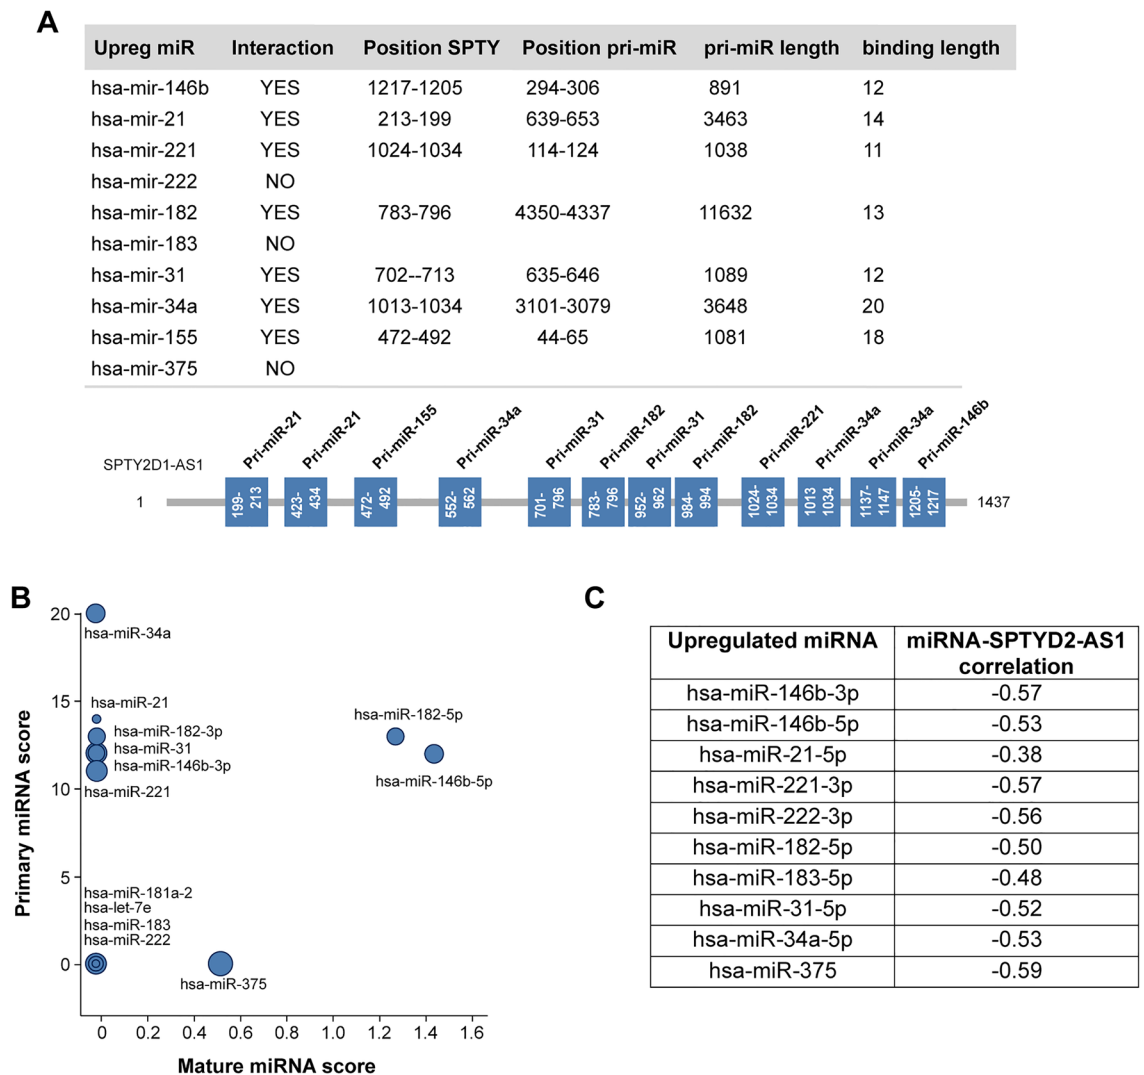 A
Upreg miR Interaction Position SPTY Position pri-miR pri-miR length binding length
hsa-mir-146b YES 1217-1205 294-306 891 12
hsa-mir-21 YES 213-199 639-653 3463 14
hsa-mir-221 YES 1024-1034 114-124 1038 11
hsa-mir-222 NO
hsa-mir-182 YES 783-796 4350-4337 11632 13
hsa-mir-183 NO
hsa-mir-31 YES 702--713 635-646 1089 12
hsa-mir-34a YES 1013-1034 3101-3079 3648 20
hsa-mir-155 YES 472-492 44-65 1081 18
hsa-mir-375 NO
Pri-miR-21 Pri-miR-21 Pri-miR-155 Pri-miR-34a Pri-miR-31 Pri-miR-182 Pri-miR-31 Pri-miR-182 Pri-miR-221 Pri-miR-34a Pri-miR-34a Pri-miR-146b
SPTY2D1-AS1
1
199-
213
423-
434
472-
492
552-
562
701-
796
783-
796
952-
962
984-
994
1024-
1034
1013
1034
1137-
1147
1205-
1217
1437
B
Primary miRNA score
20
15
10
5
0
hsa-miR-34a
hsa-miR-21
hsa-miR-182-3p
hsa-miR-31
hsa-miR-146b-3p
hsa-miR-221
hsa-miR-182-5p
hsa-miR-146b-5p
hsa-miR-181a-2
hsa-let-7e
hsa-miR-183
hsa-miR-222
hsa-miR-375
0 0.2 0.4 0.6 0.8 1.0 1.2 1.4 1.6
Mature miRNA score
C
Upregulated miRNA miRNA-SPTYD2-AS1
correlation
hsa-miR-146b-3p -0.57
hsa-miR-146b-5p -0.53
hsa-miR-21-5p -0.38
hsa-miR-221-3p -0.57
hsa-miR-222-3p -0.56
hsa-miR-182-5p -0.50
hsa-miR-183-5p -0.48
hsa-miR-31-5p -0.52
hsa-miR-34a-5p -0.53
hsa-miR-375 -0.59